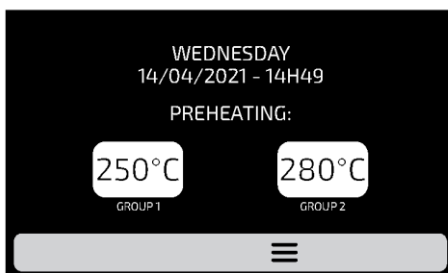 WEDNESDAY
14/04/2021 - 14H49
PREHEATING:
250°C 280°C
GROUP 1 GROUP 2